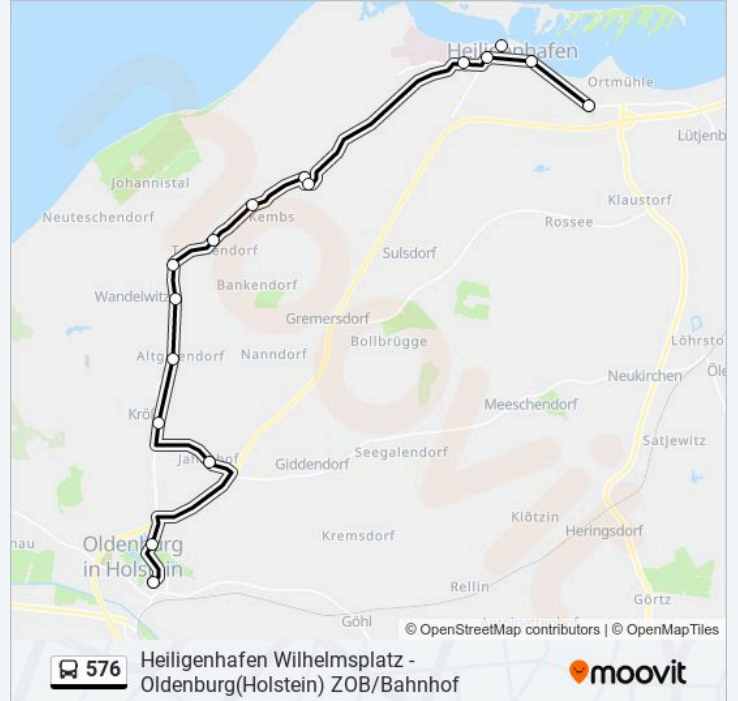 Heiligenhafen
Ortmühle
Lütjenb
Johannistal
Klaustorf
Neuteschendorf
Kembs
Rossee
Sulsdorf
Bankendorf
Wandelwitz
Gremersdorf
Bollbrügge
Löhrsto
Nanndorf
Neukirchen
Öle
Meeschendorf
Satjewitz
Seegalendorf
Giddendorf
Klötzin
Heringsdorf
nau
Oldenburg
in Holstein
Kremsdorf
Rellin
Görtz
Göhl
© OpenStreetMap contributors | © OpenMapTiles
576
Heiligenhafen Wilhelmsplatz -
Oldenburg(Holstein) ZOB/Bahnhof
moovit